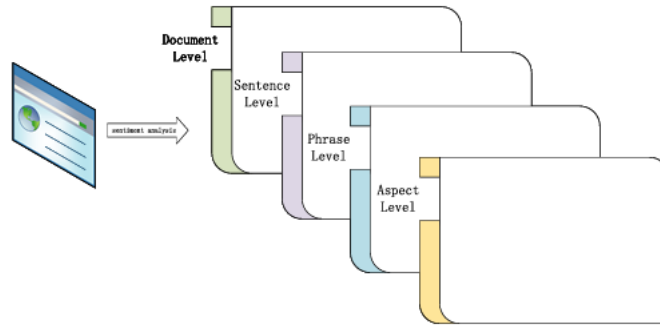 Document
Level
Sentence
Level
sentiment analysis
Phrase
Level
Aspect
Level